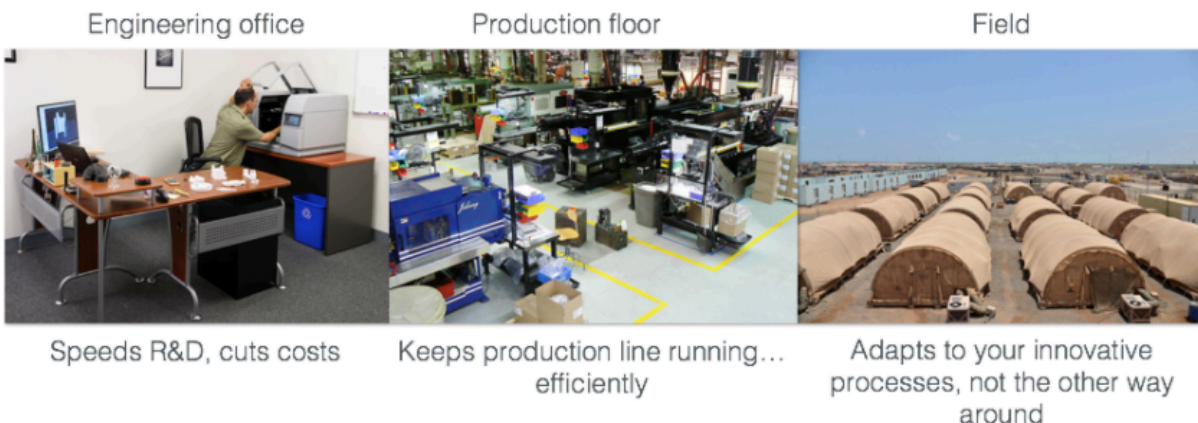 Engineering office
Production floor
Field
Speeds R&D, cuts costs
Keeps production line running…
efficiently
Adapts to your innovative
processes, not the other way
around